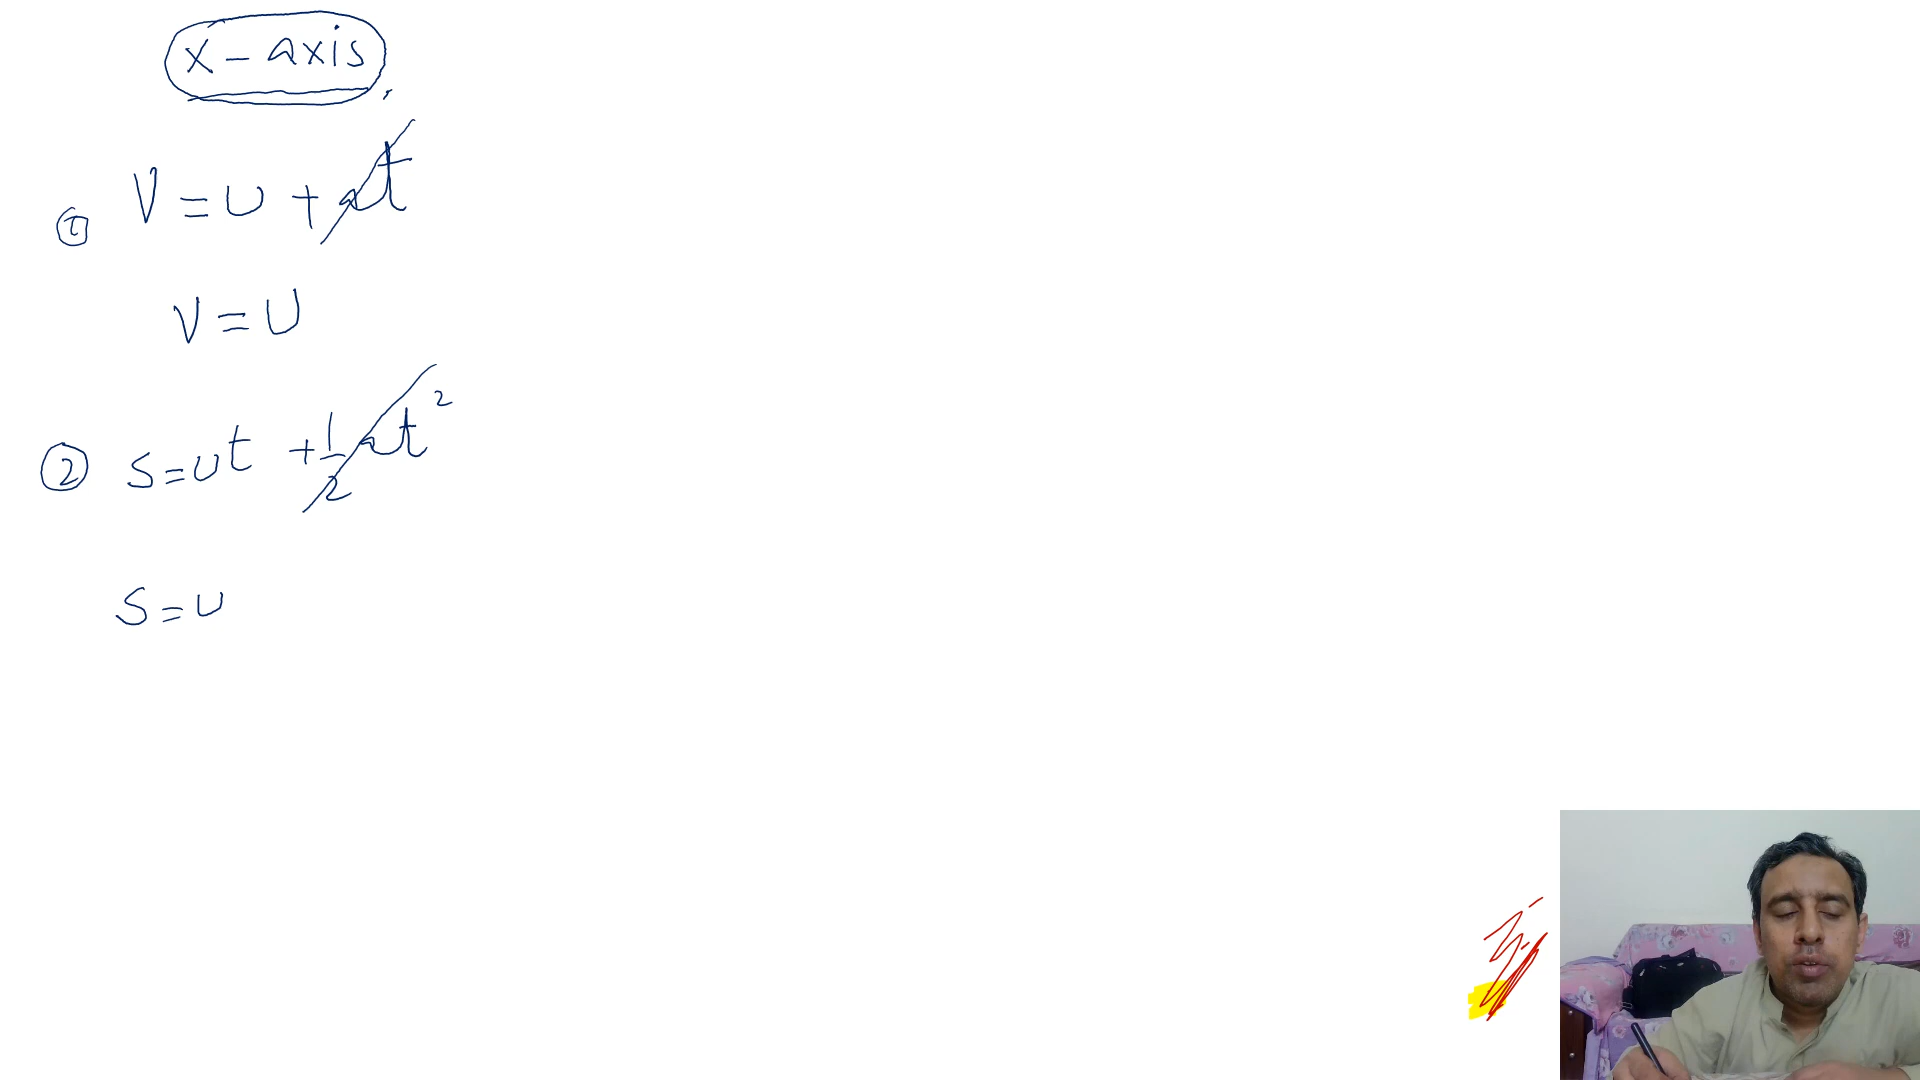 x - axis
① V = U + at
V = U
② S = Ut + 1/2 at²
S = U